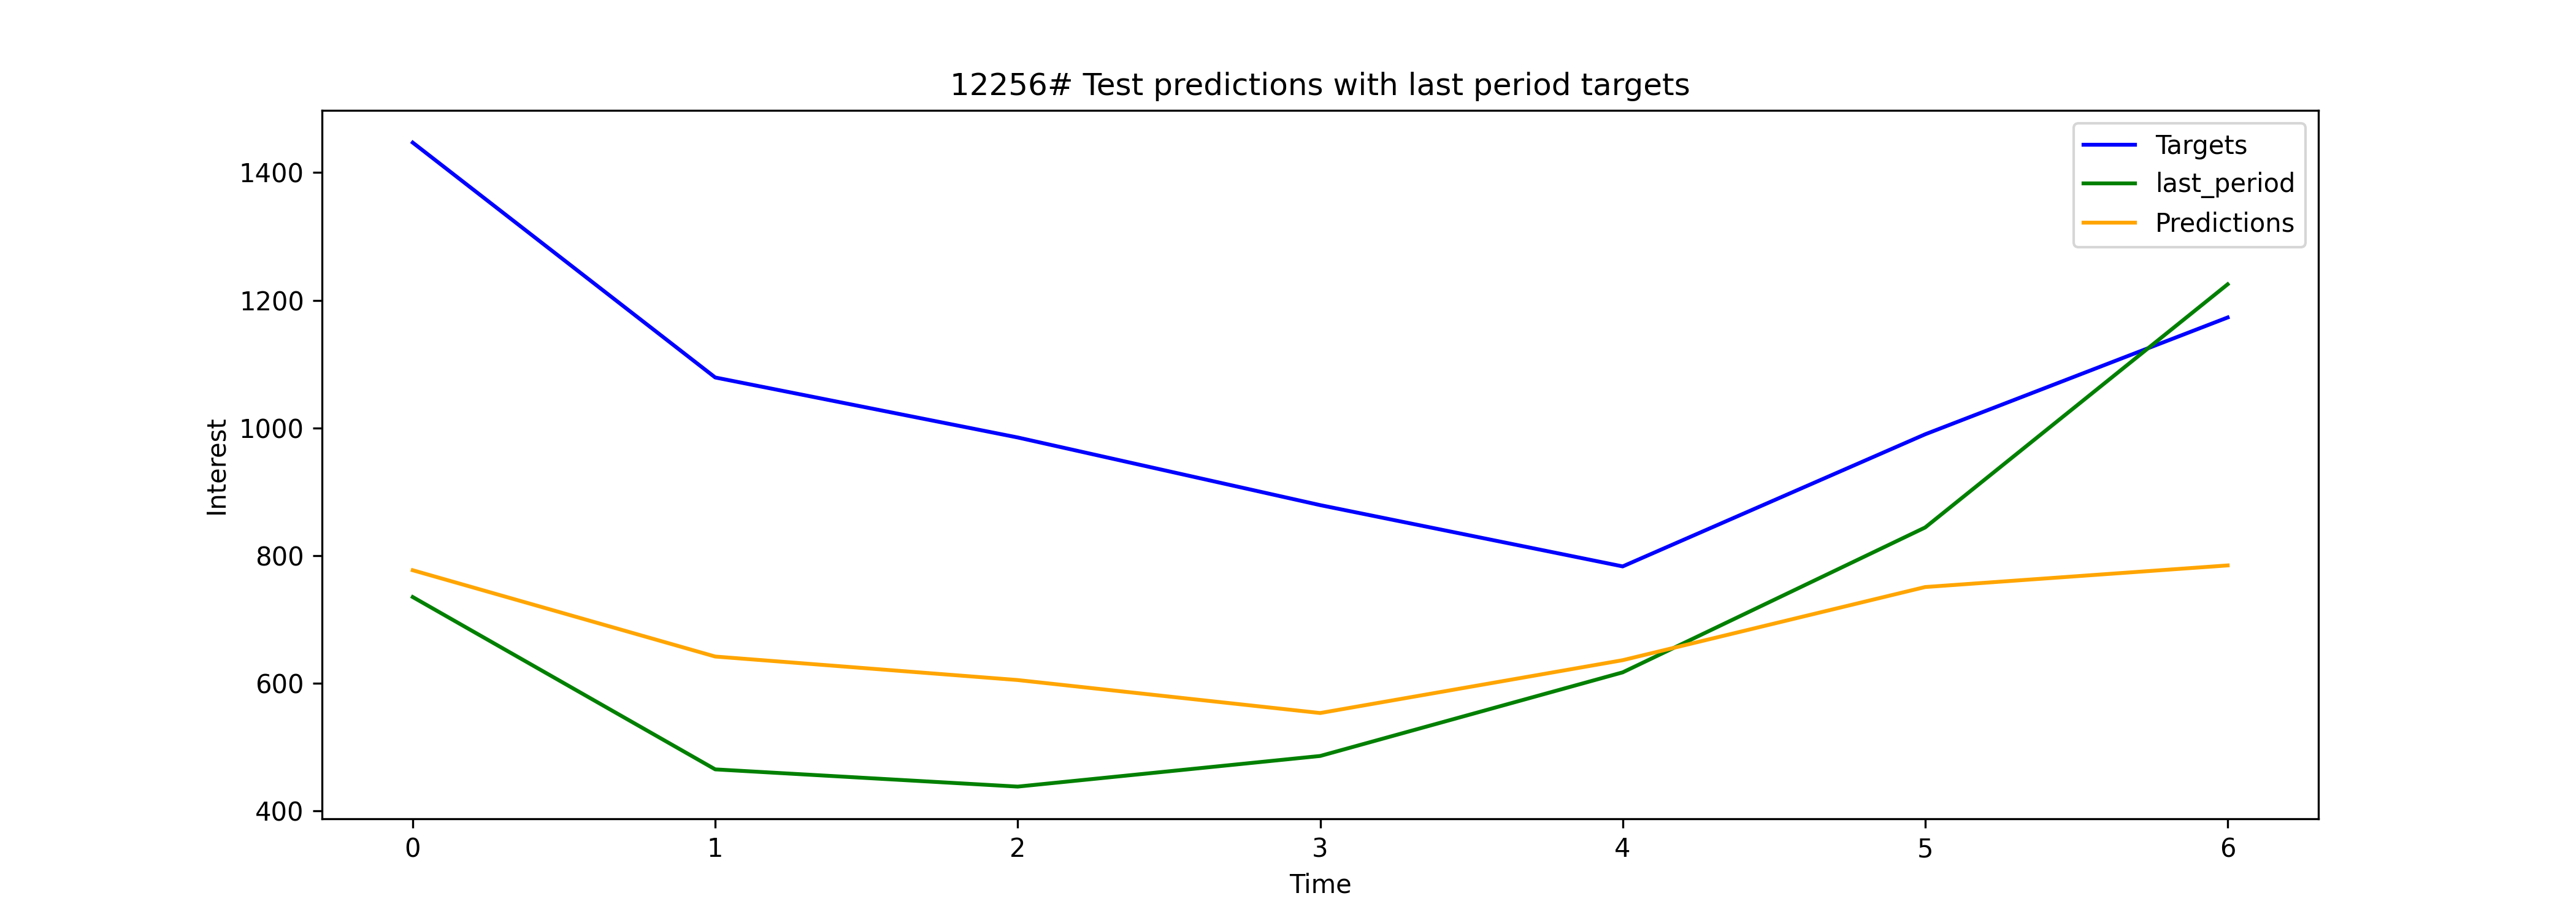 12256# Test predictions with last period targets
Targets
last_period
Predictions
1400
1200
1000
800
600
400
Interest
0 1 2 3 4 5 6
Time